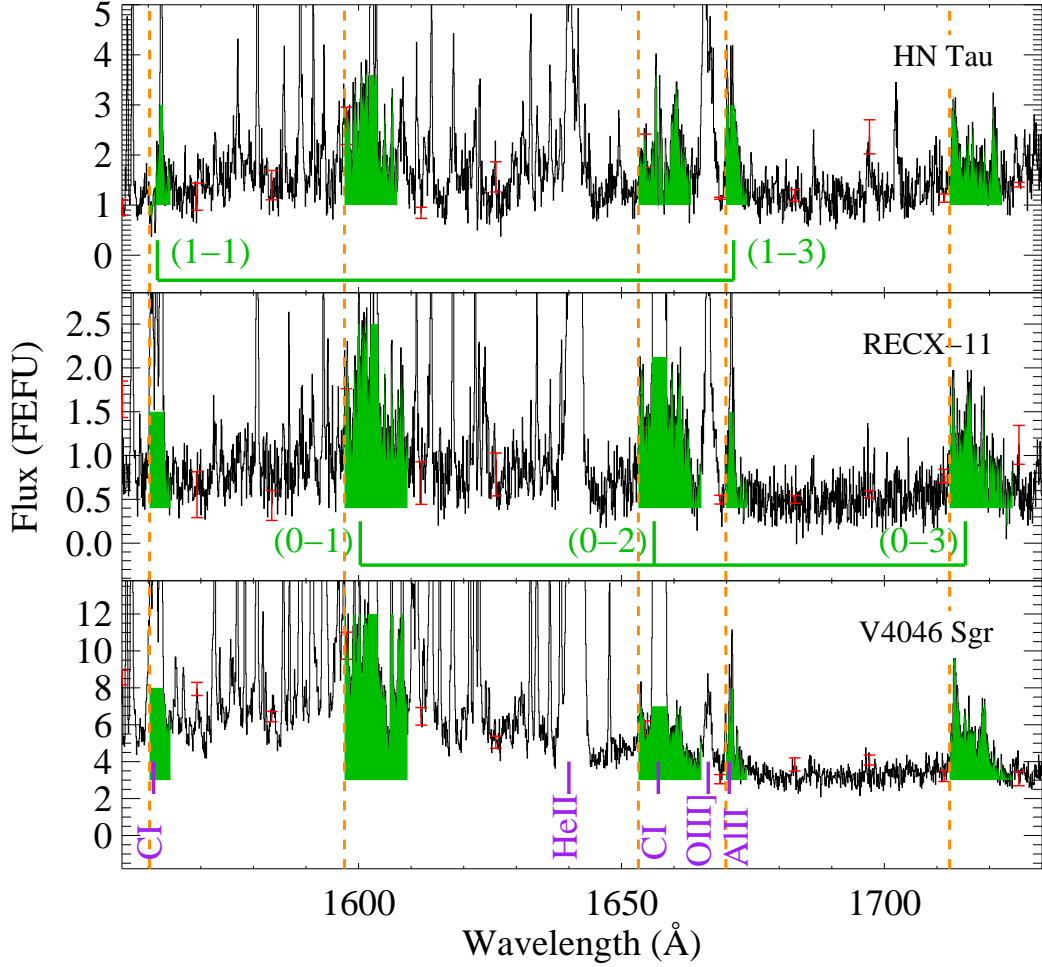 5
4
3
2
1
0
HN Tau
(1−1)
(1−3)
2.5
2.0
1.5
1.0
0.5
0.0
RECX−11
(0−1)
(0−2)
(0−3)
12
10
8
6
4
2
0
V4046 Sgr
CI
HeII
CI
OIII]
AlII
1600
1650
1700
Wavelength (Å)
Flux (FEFU)